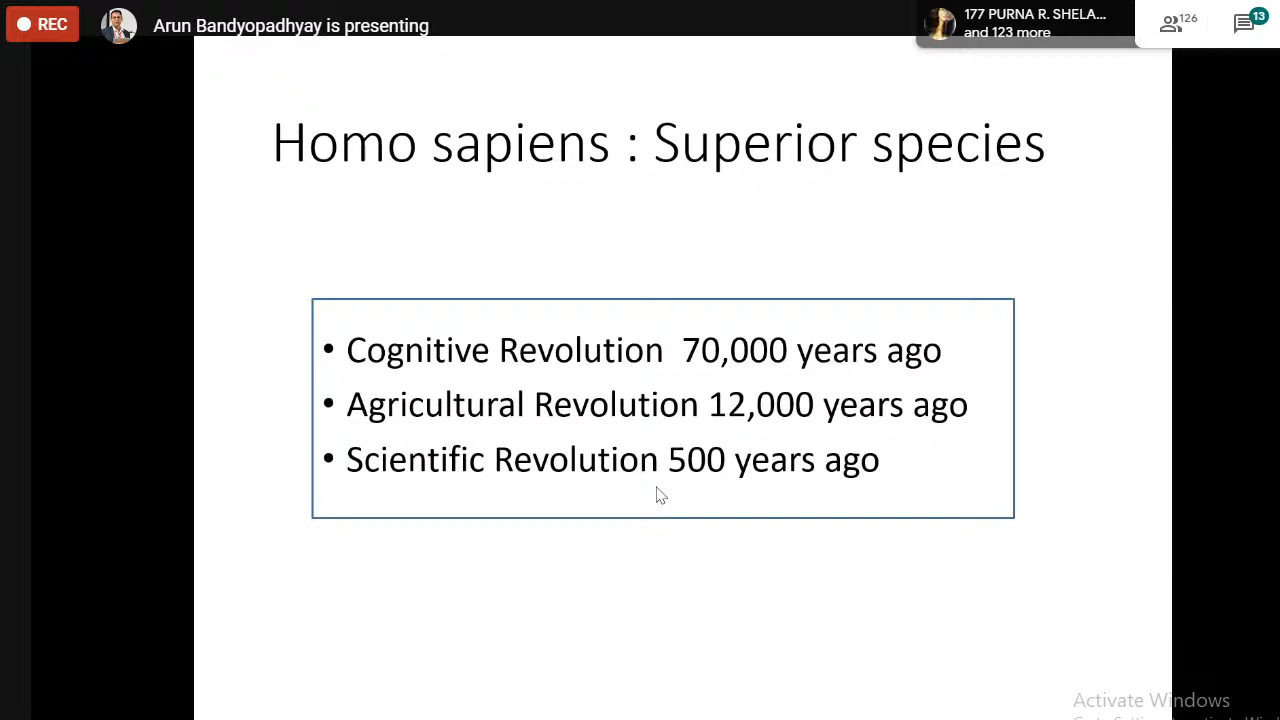 REC
Arun Bandyopadhyay is presenting
177 PURNA R. SHELA...
and 123 more
126
13
Homo sapiens : Superior species
• Cognitive Revolution  70,000 years ago
• Agricultural Revolution 12,000 years ago
• Scientific Revolution 500 years ago
Activate Windows